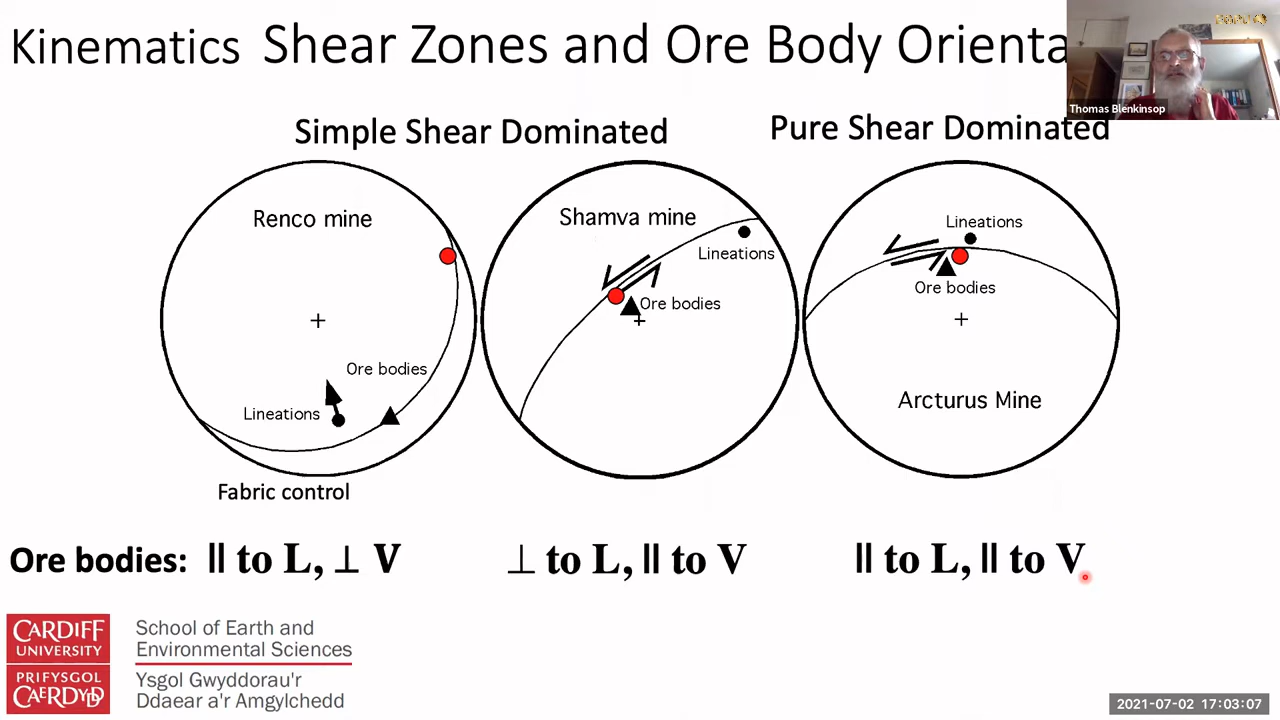 Kinematics Shear Zones and Ore Body Orienta
Thomas Blenkinsop
Simple Shear Dominated
Pure Shear Dominated
Renco mine
Ore bodies
Lineations
Fabric control
Shamva mine
Lineations
Ore bodies
Lineations
Ore bodies
Arcturus Mine
Ore bodies: || to L, ⊥ V
⊥ to L, || to V
|| to L, || to V
CARDIFF
UNIVERSITY
PRIFYSGOL
CAERDYDD
School of Earth and
Environmental Sciences
Ysgol Gwyddorau'r
Ddaear a'r Amgylchedd
2021-07-02 17:03:07